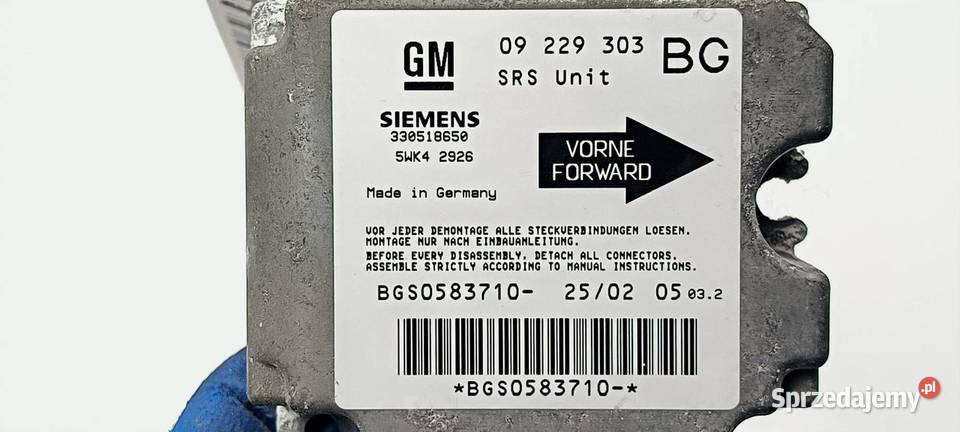 GM
09 229 303 BG
SRS Unit
SIEMENS
330518650
5WK4 2926
VORNE
FORWARD
Made in Germany
VOR JEDER DEMONTAGE ALLE STECKVERBINDUNGEN LOESEN.
MONTAGE NUR NACH EINBAUANLEITUNG.
BEFORE EVERY DISASSEMBLY, DETACH ALL CONNECTORS.
ASSEMBLE STRICTLY ACCORDING TO MANUAL INSTRUCTIONS.
BGS0583710- 25/02 05 03.2
*BGS0583710-*
Sprzedajemy.pl